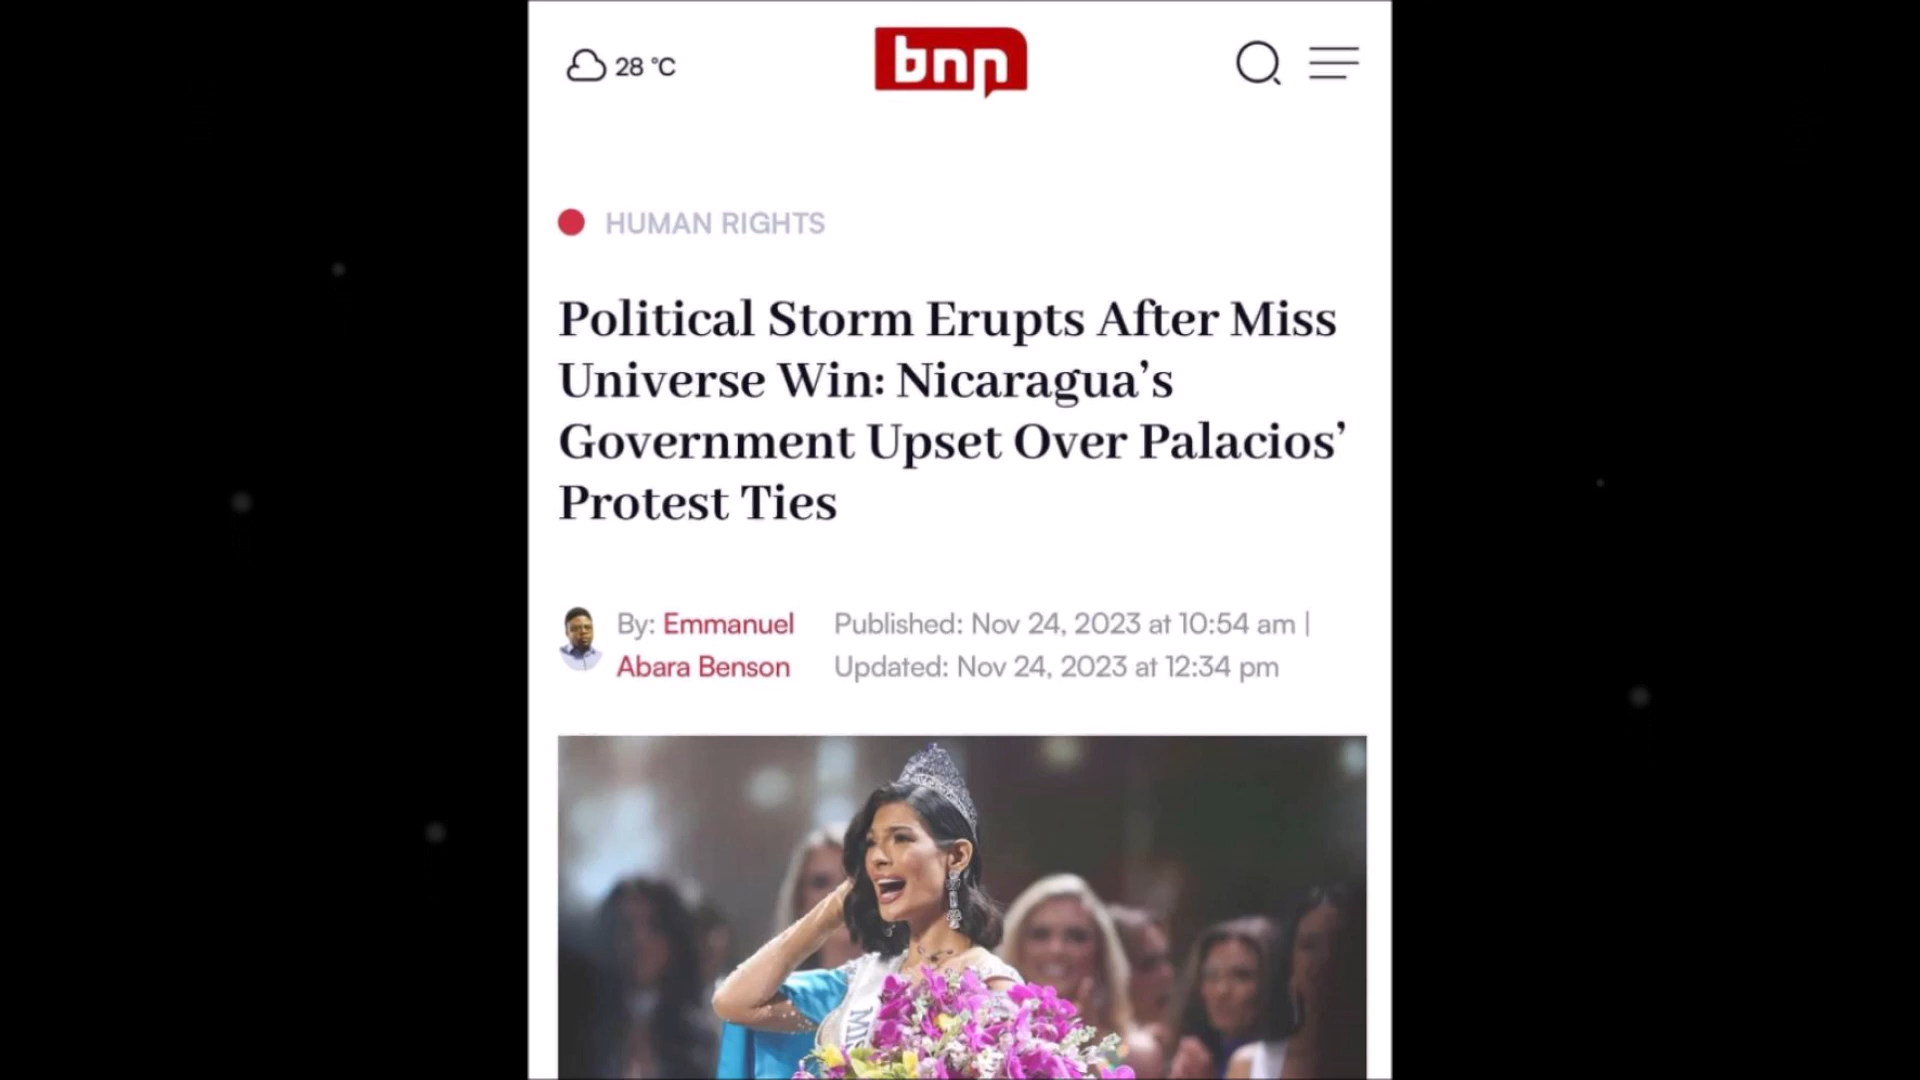 28 °C
bnn
HUMAN RIGHTS
Political Storm Erupts After Miss
Universe Win: Nicaragua’s
Government Upset Over Palacios’
Protest Ties
By: Emmanuel
Abara Benson
Published: Nov 24, 2023 at 10:54 am |
Updated: Nov 24, 2023 at 12:34 pm
MI